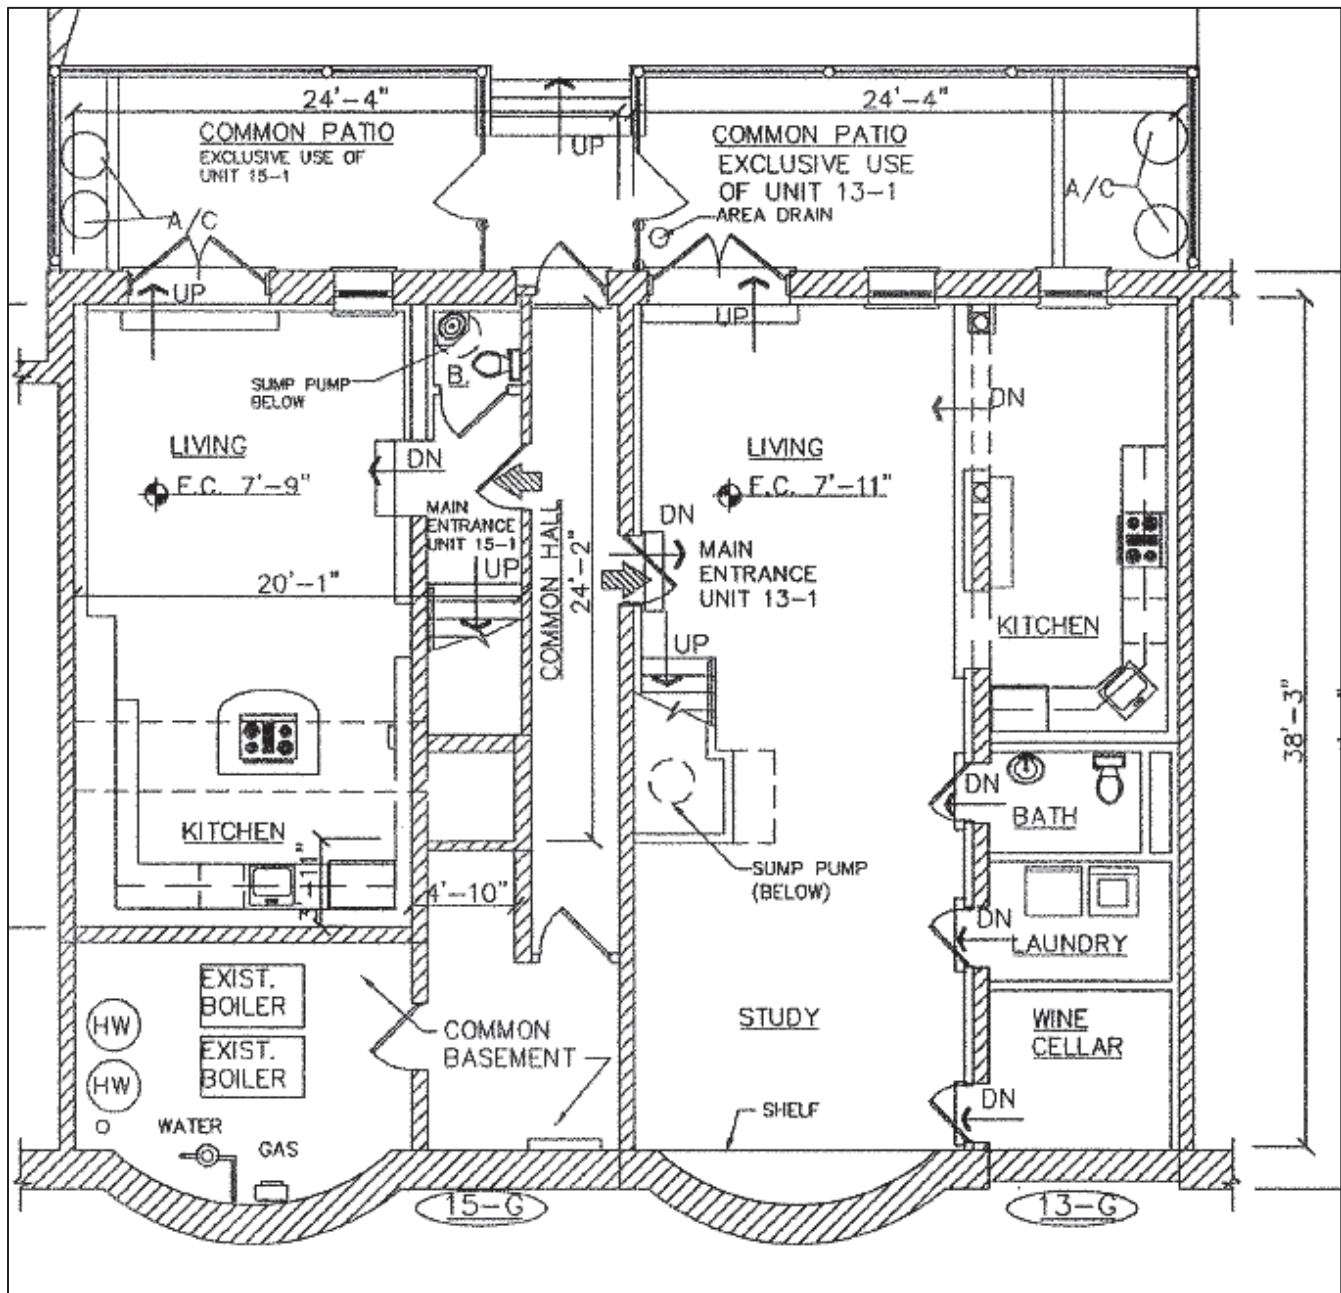 24'-4"
24'-4"
COMMON PATIO
EXCLUSIVE USE OF
UNIT 15-1
UP
COMMON PATIO
EXCLUSIVE USE
OF UNIT 13-1
AREA DRAIN
A/C
A/C
UP
UP
SUMP PUMP
BELOW
B.
DN
LIVING
F.C. 7'-9"
DN
MAIN
ENTRANCE
UNIT 15-1
UP
COMMON HALL
24'-2"
LIVING
F.C. 7'-11"
DN
MAIN
ENTRANCE
UNIT 13-1
UP
20'-1"
KITCHEN
38'-3"
KITCHEN
4'-10"
SUMP PUMP
(BELOW)
DN
BATH
DN
LAUNDRY
EXIST.
BOILER
EXIST.
BOILER
HW
HW
COMMON
BASEMENT
STUDY
WINE
CELLAR
DN
SHELF
WATER
GAS
15-G
13-G